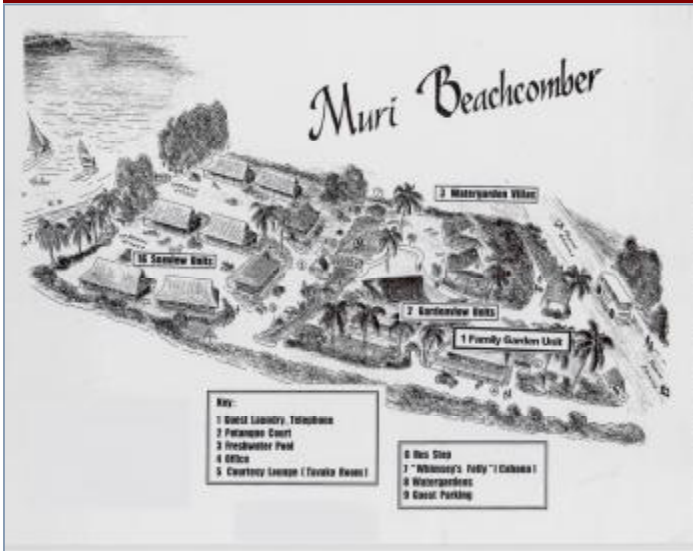 Muri Beachcomber
3 Watergarden Villas
16 Seaview Units
2 Gardenview Units
1 Family Garden Unit
Key:
1 Guest Laundry, Telephone
2 Petanque Court
3 Freshwater Pool
4 Office
5 Courtesy Lounge (Tavaka Room)
6 Bus Stop
7 "Whimsey's Folly" (Cabana)
8 Watergardens
9 Guest Parking